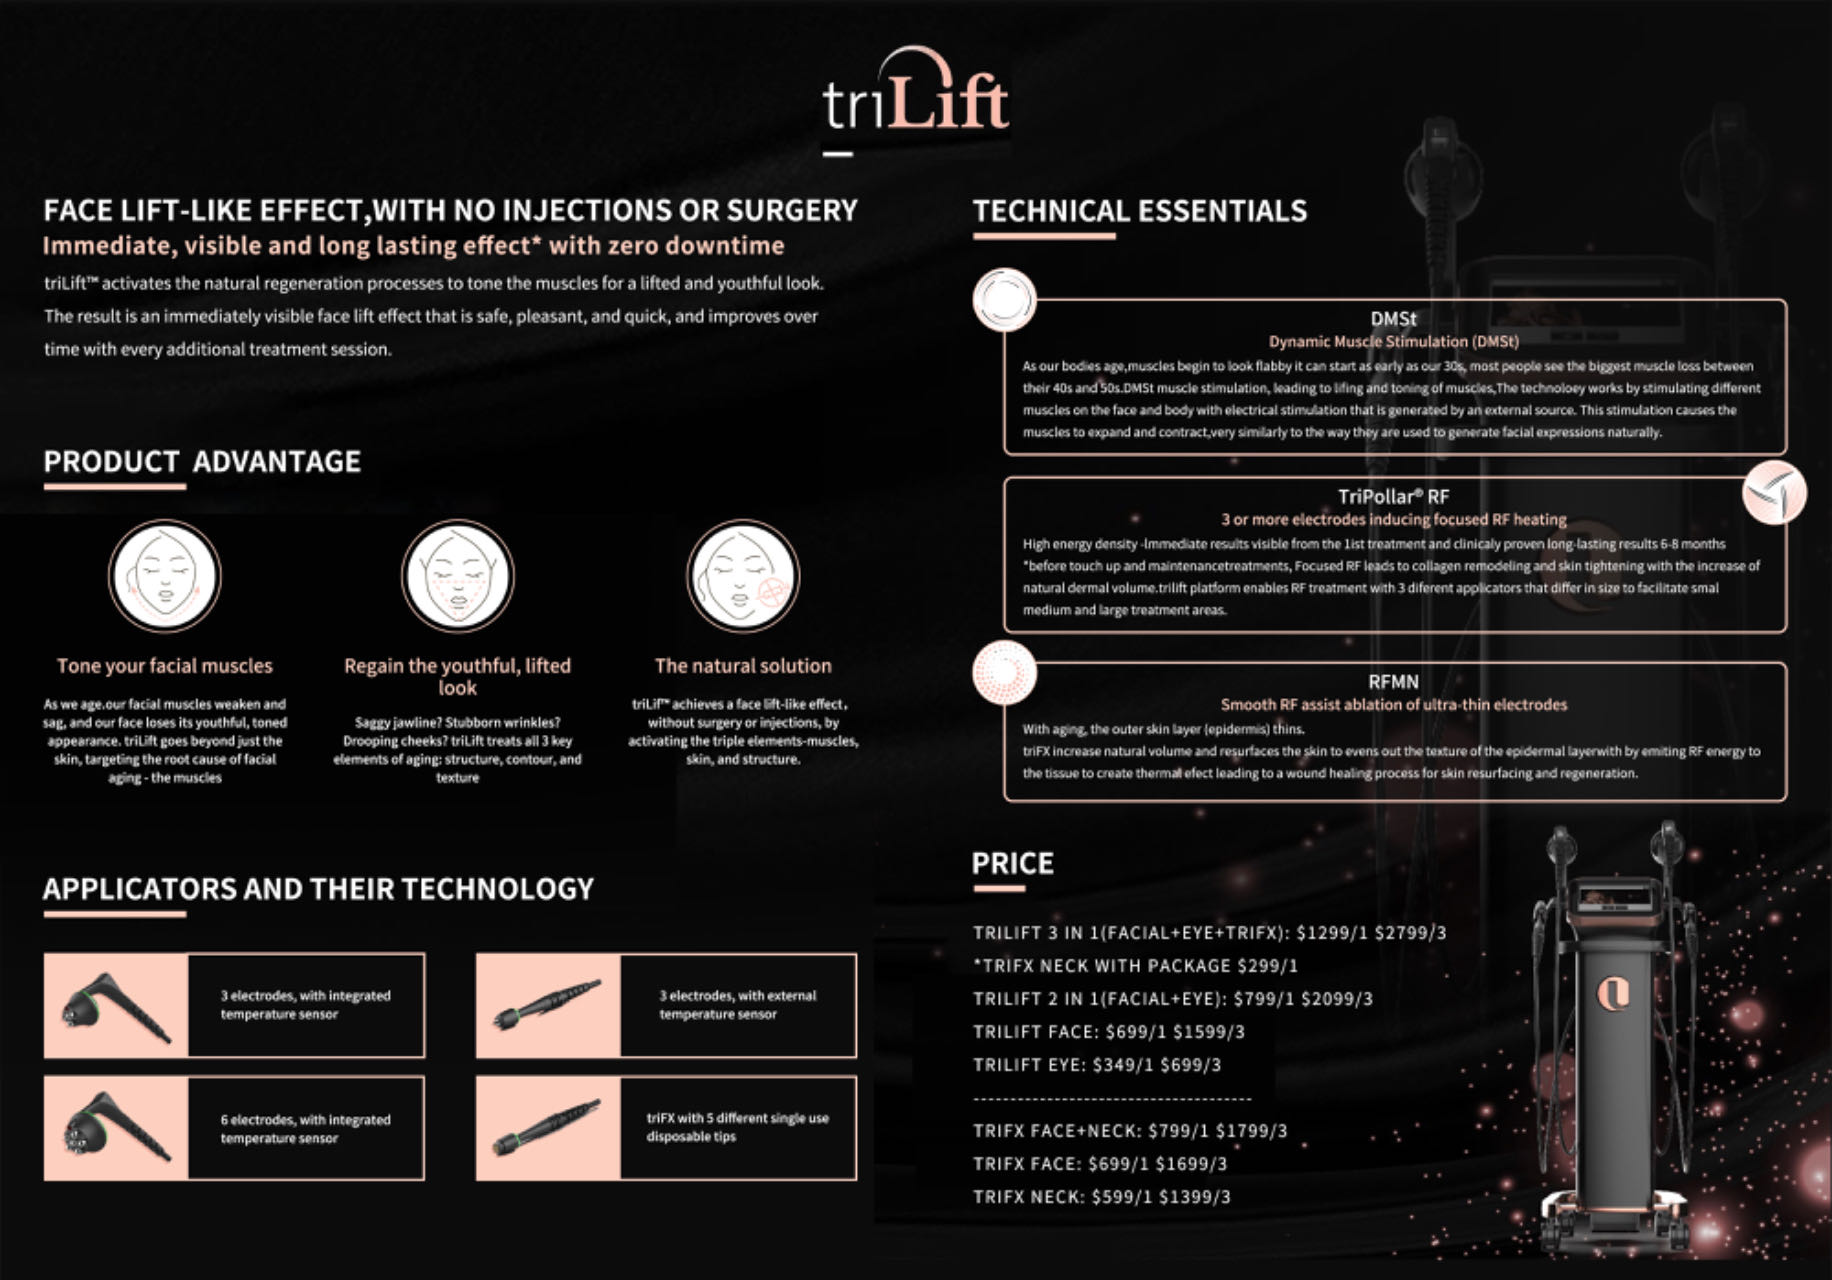 triLift
FACE LIFT-LIKE EFFECT,WITH NO INJECTIONS OR SURGERY
Immediate, visible and long lasting effect* with zero downtime
triLift™ activates the natural regeneration processes to tone the muscles for a lifted and youthful look.
The result is an immediately visible face lift effect that is safe, pleasant, and quick, and improves over
time with every additional treatment session.
PRODUCT ADVANTAGE
Tone your facial muscles
As we age.our facial muscles weaken and
sag, and our face loses its youthful, toned
appearance. triLift goes beyond just the
skin, targeting the root cause of facial
aging - the muscles
Regain the youthful, lifted
look
Saggy jawline? Stubborn wrinkles?
Drooping cheeks? triLift treats all 3 key
elements of aging: structure, contour, and
texture
The natural solution
triLif™ achieves a face lift-like effect,
without surgery or injections, by
activating the triple elements-muscles,
skin, and structure.
APPLICATORS AND THEIR TECHNOLOGY
3 electrodes, with integrated
temperature sensor
3 electrodes, with external
temperature sensor
6 electrodes, with integrated
temperature sensor
triFX with 5 different single use
disposable tips
TECHNICAL ESSENTIALS
DMSt
Dynamic Muscle Stimulation (DMSt)
As our bodies age,muscles begin to look flabby it can start as early as our 30s, most people see the biggest muscle loss between
their 40s and 50s.DMSt muscle stimulation, leading to lifing and toning of muscles,The technoloey works by stimulating different
muscles on the face and body with electrical stimulation that is generated by an external source. This stimulation causes the
muscles to expand and contract,very similarly to the way they are used to generate facial expressions naturally.
TriPollar® RF
3 or more electrodes inducing focused RF heating
High energy density -lmmediate results visible from the 1ist treatment and clinicaly proven long-lasting results 6-8 months
*before touch up and maintenancetreatments, Focused RF leads to collagen remodeling and skin tightening with the increase of
natural dermal volume.trilift platform enables RF treatment with 3 diferent applicators that differ in size to facilitate smal
medium and large treatment areas.
RFMN
Smooth RF assist ablation of ultra-thin electrodes
With aging, the outer skin layer (epidermis) thins.
triFX increase natural volume and resurfaces the skin to evens out the texture of the epidermal layerwith by emiting RF energy to
the tissue to create thermal efect leading to a wound healing process for skin resurfacing and regeneration.
PRICE
TRILIFT 3 IN 1(FACIAL+EYE+TRIFX): $1299/1 $2799/3
*TRIFX NECK WITH PACKAGE $299/1
TRILIFT 2 IN 1(FACIAL+EYE): $799/1 $2099/3
TRILIFT FACE: $699/1 $1599/3
TRILIFT EYE: $349/1 $699/3
--------------------------------------
TRIFX FACE+NECK: $799/1 $1799/3
TRIFX FACE: $699/1 $1699/3
TRIFX NECK: $599/1 $1399/3